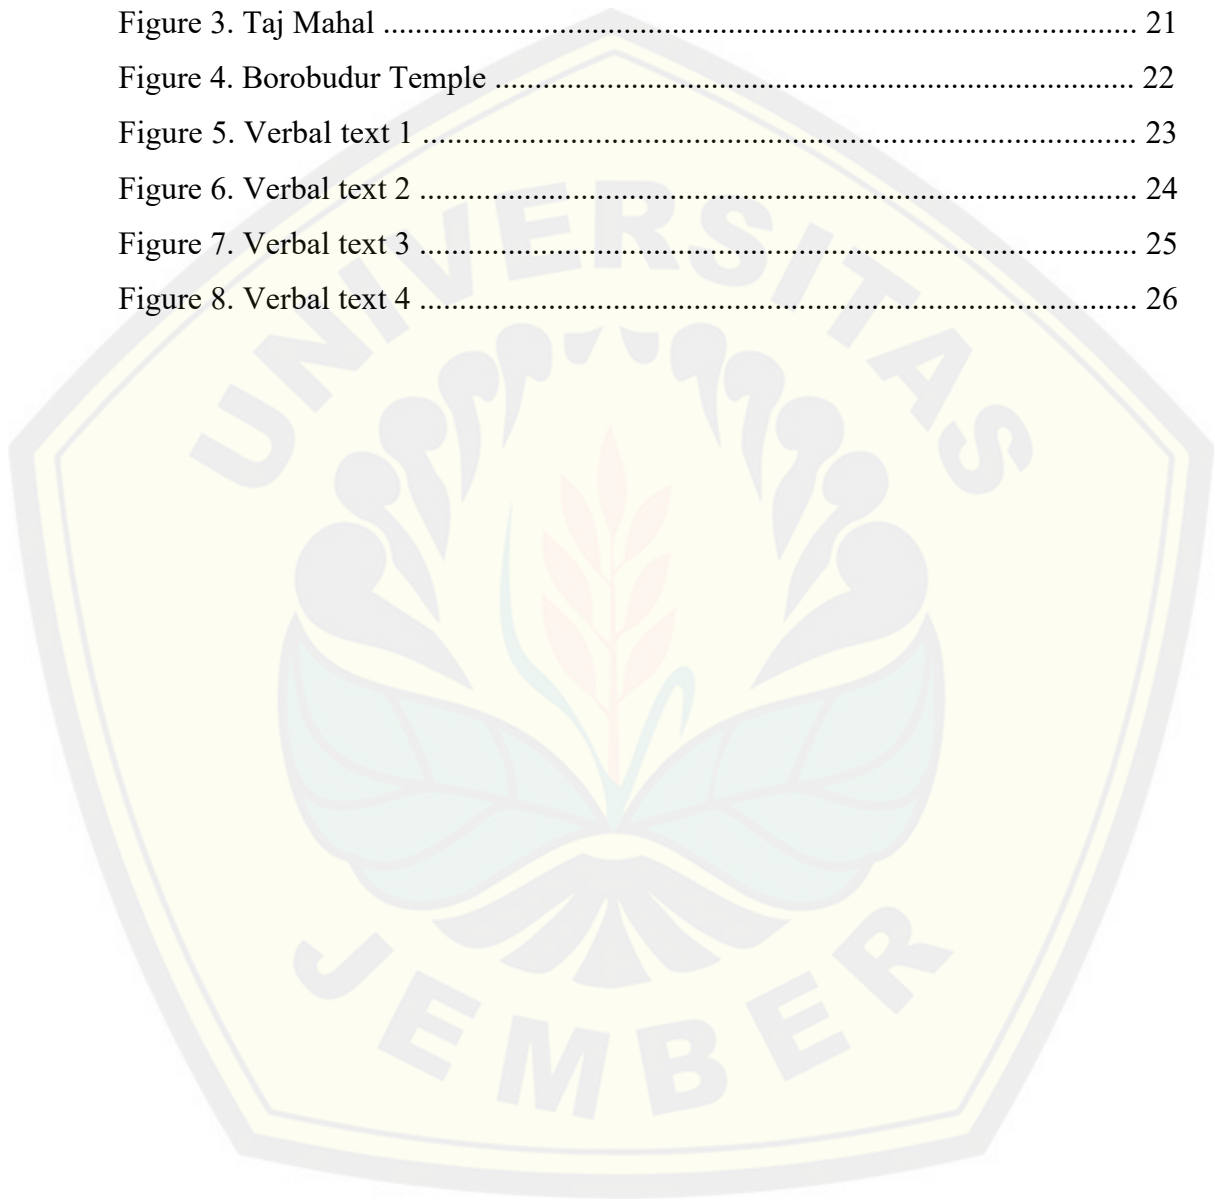 Figure 3. Taj Mahal ................................................................................ 21
Figure 4. Borobudur Temple .................................................................... 22
Figure 5. Verbal text 1 ............................................................................ 23
Figure 6. Verbal text 2 ............................................................................ 24
Figure 7. Verbal text 3 ............................................................................ 25
Figure 8. Verbal text 4 ............................................................................ 26
UNIVERSITAS
JEMBER